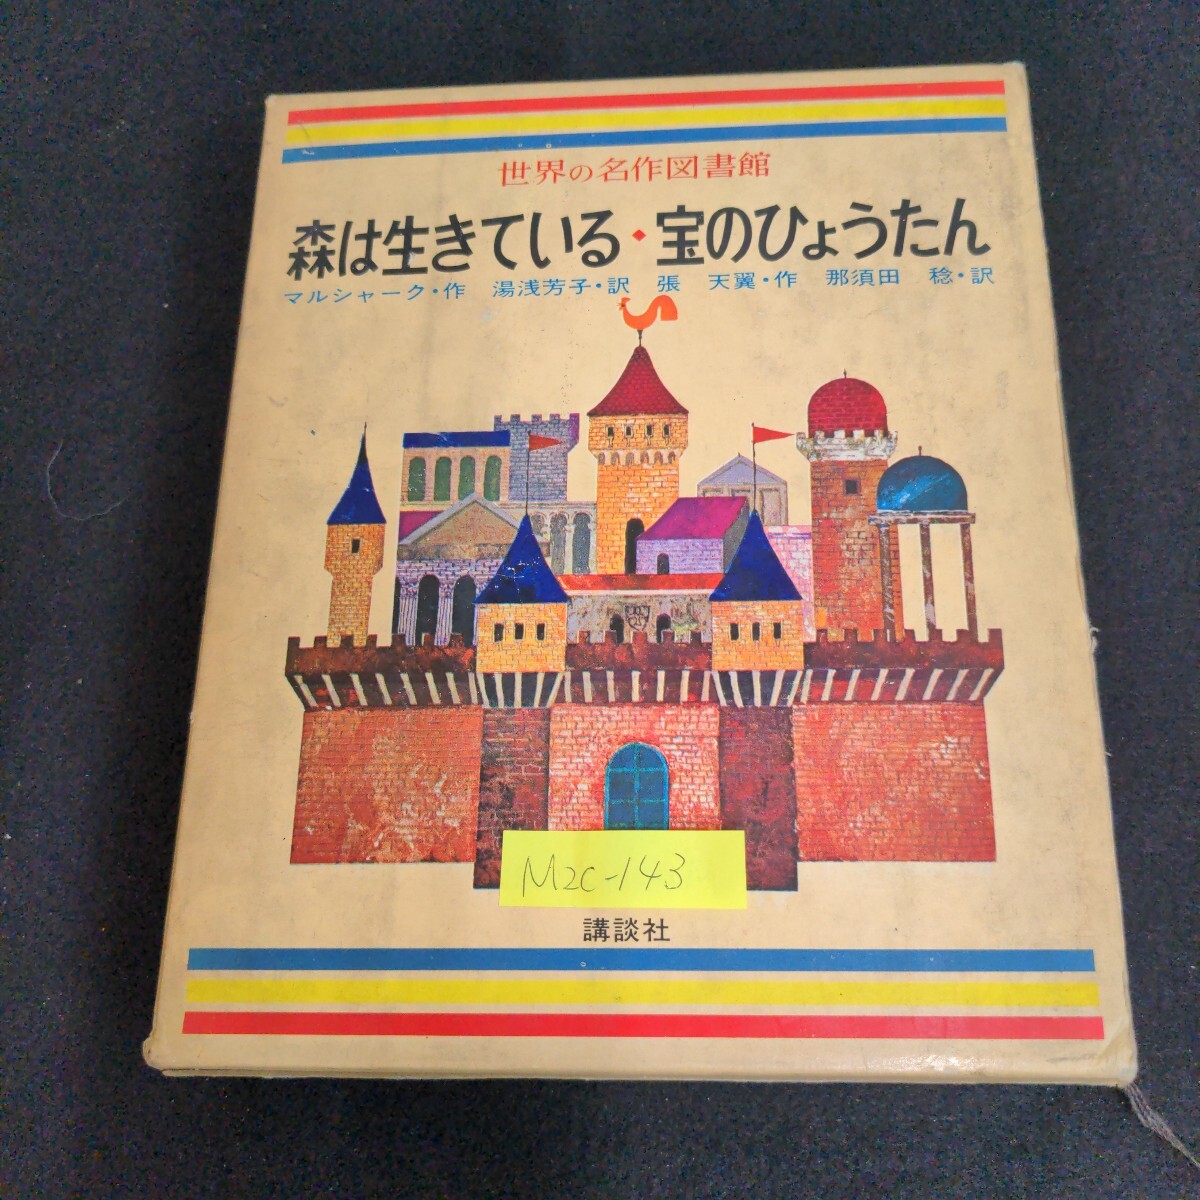 世界の名作図書館
森は生きている・宝のひょうたん
マルシャーク・作 湯浅芳子・訳 張 天翼・作 那須田 稔・訳
M2C-143
講談社